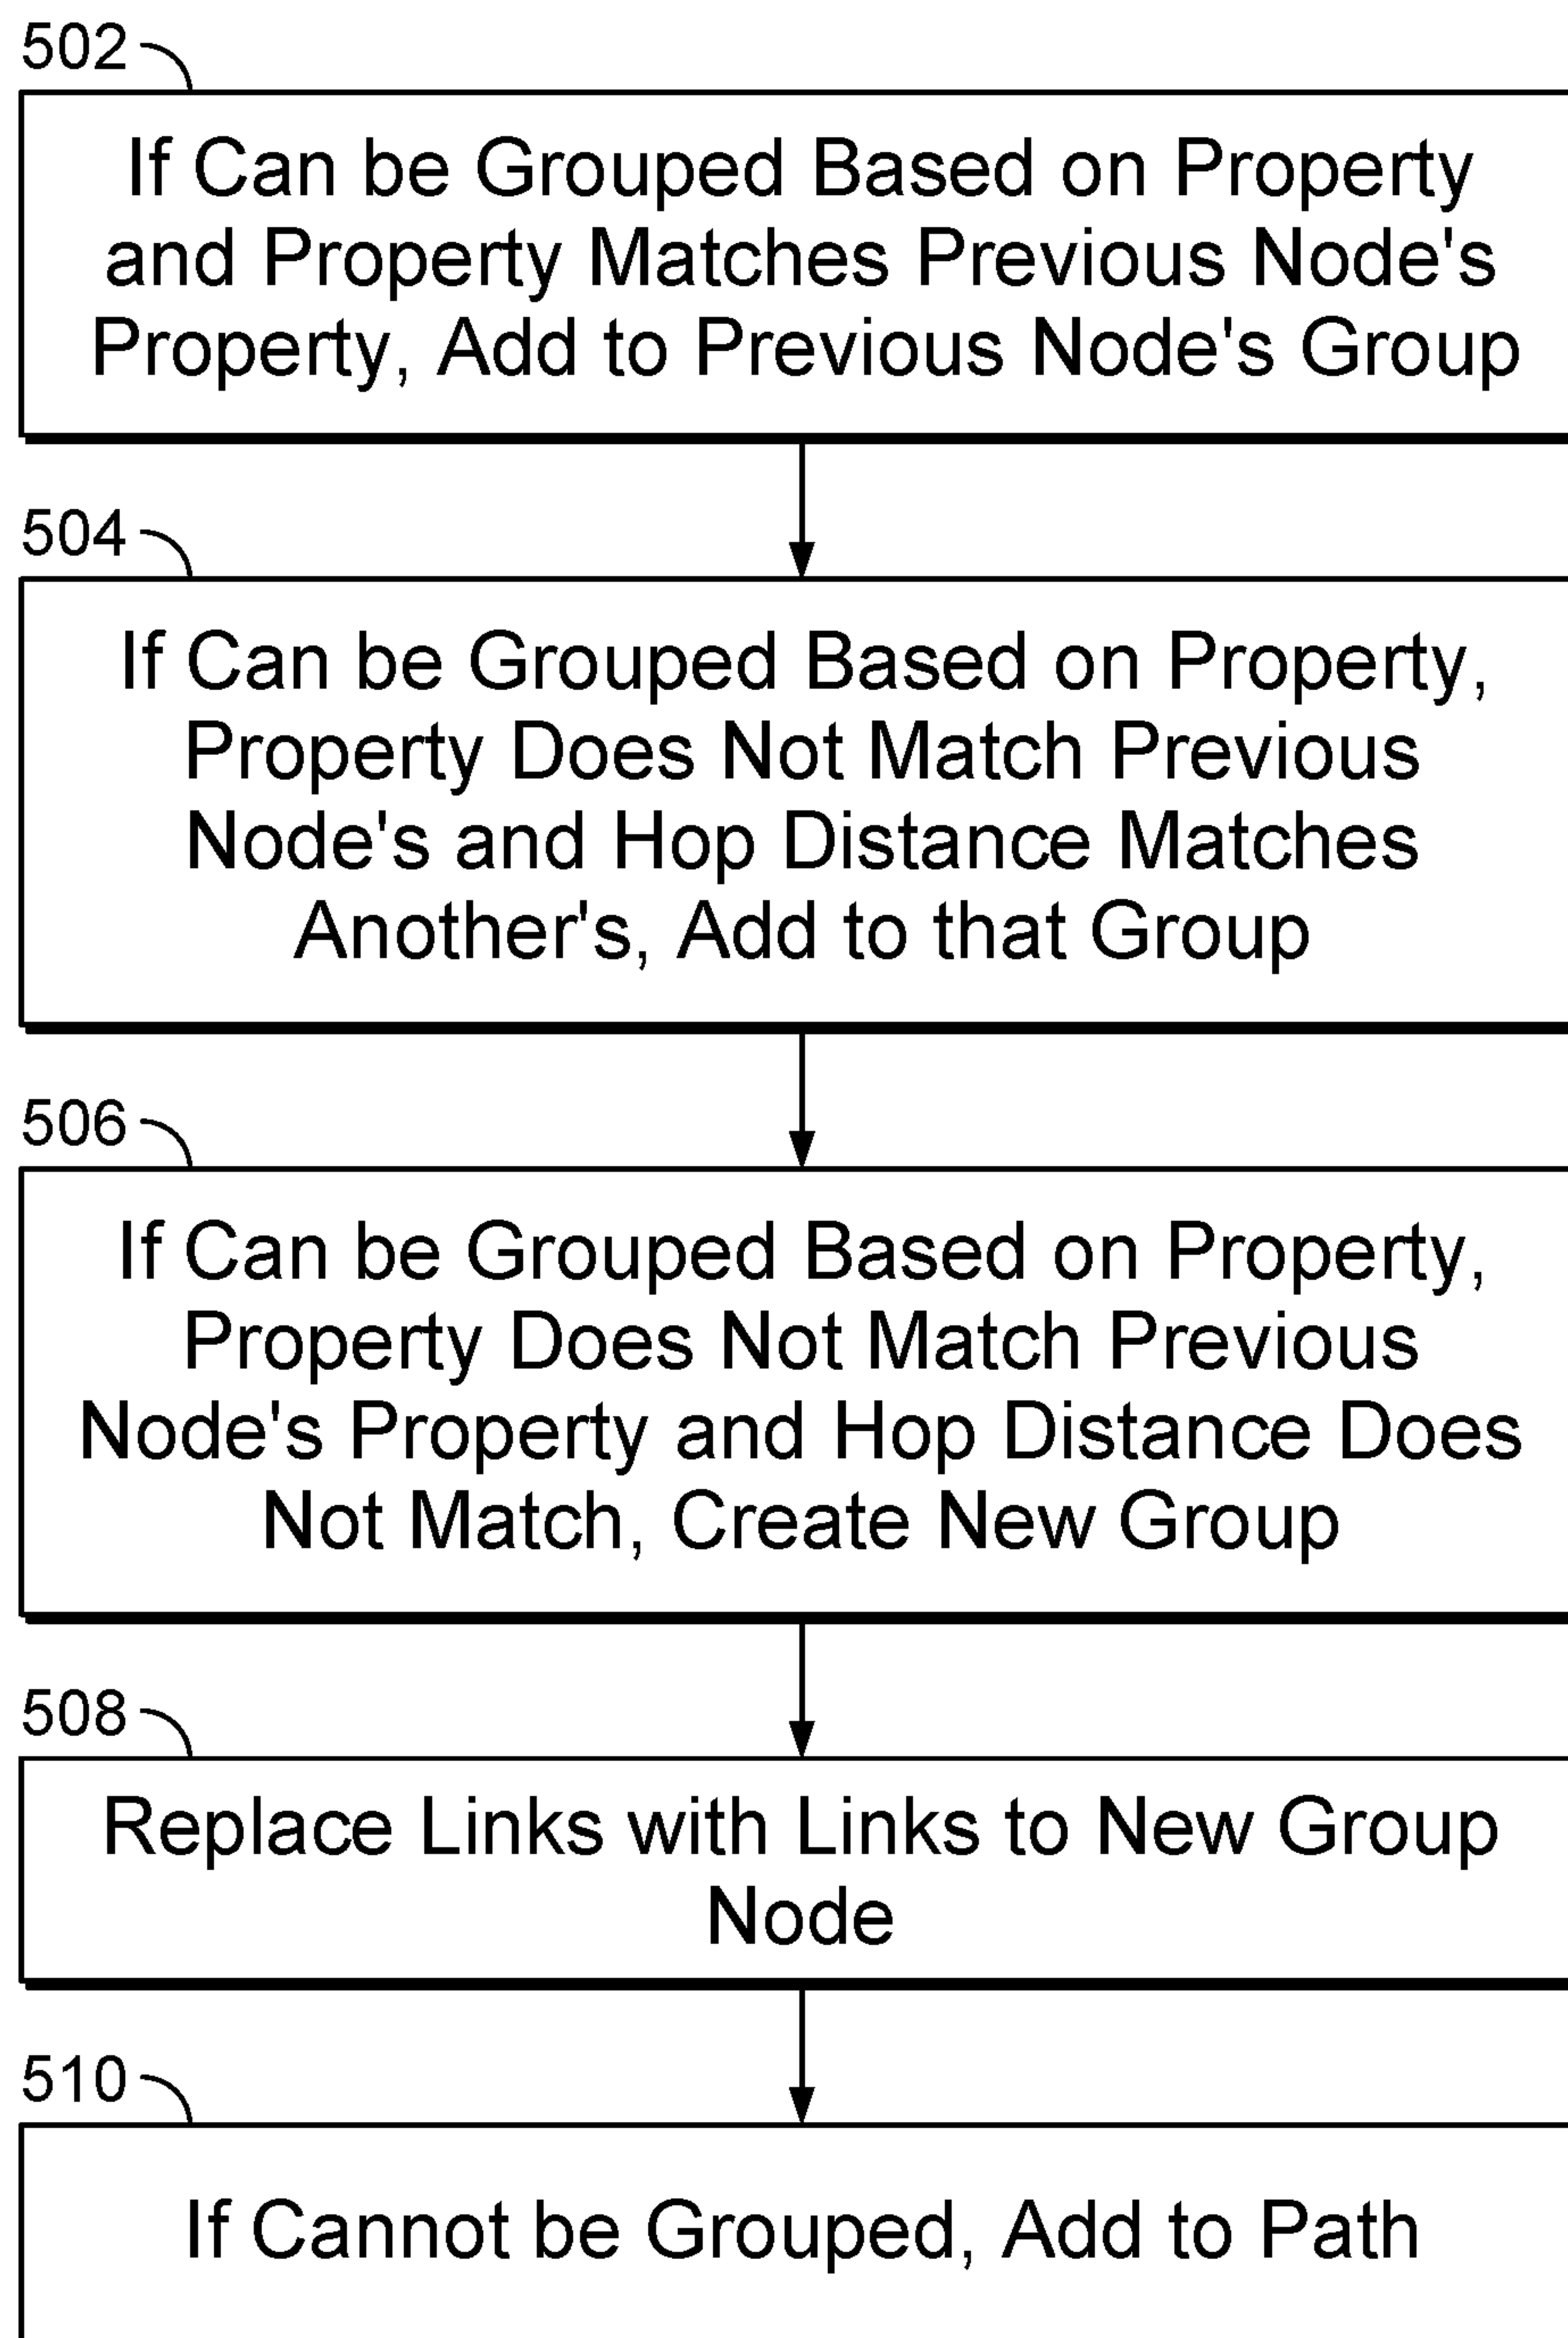 502
If Can be Grouped Based on Property
and Property Matches Previous Node's
Property, Add to Previous Node's Group
504
If Can be Grouped Based on Property,
Property Does Not Match Previous
Node's and Hop Distance Matches
Another's, Add to that Group
506
If Can be Grouped Based on Property,
Property Does Not Match Previous
Node's Property and Hop Distance Does
Not Match, Create New Group
508
Replace Links with Links to New Group
Node
510
If Cannot be Grouped, Add to Path